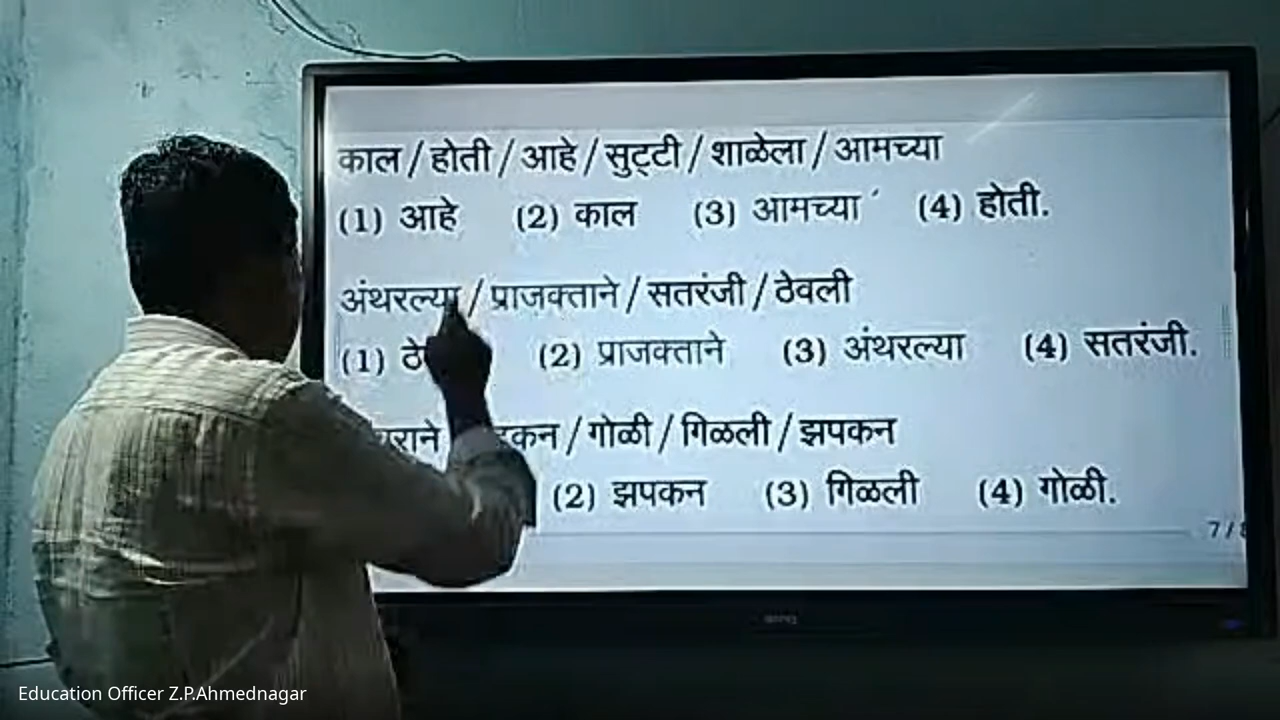 काल / होती / आहे / सुट्टी / शाळेला / आमच्या
(1) आहे (2) काल (3) आमच्या (4) होती.
अंथरल्या / प्राजक्ताने / सतरंजी / ठेवली
(1) (2) प्राजक्ताने (3) अंथरल्या (4) सतरंजी.
/ गोळी / गिळली / झपकन
(2) झपकन (3) गिळली (4) गोळी.
7 /
Education Officer Z.P.Ahmednagar